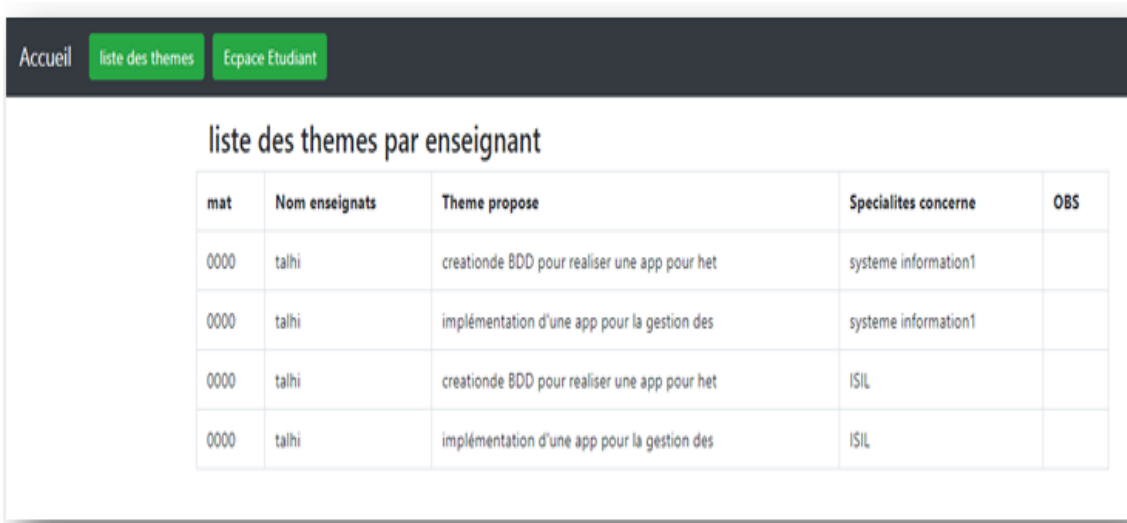 Accueil liste des themes Ecpace Etudiant
liste des themes par enseignant
mat Nom enseignats Theme propose Specialites concerne OBS
0000 talhi creationde BDD pour realiser une app pour het systeme information1
0000 talhi implémentation d'une app pour la gestion des systeme information1
0000 talhi creationde BDD pour realiser une app pour het ISIL
0000 talhi implémentation d'une app pour la gestion des ISIL